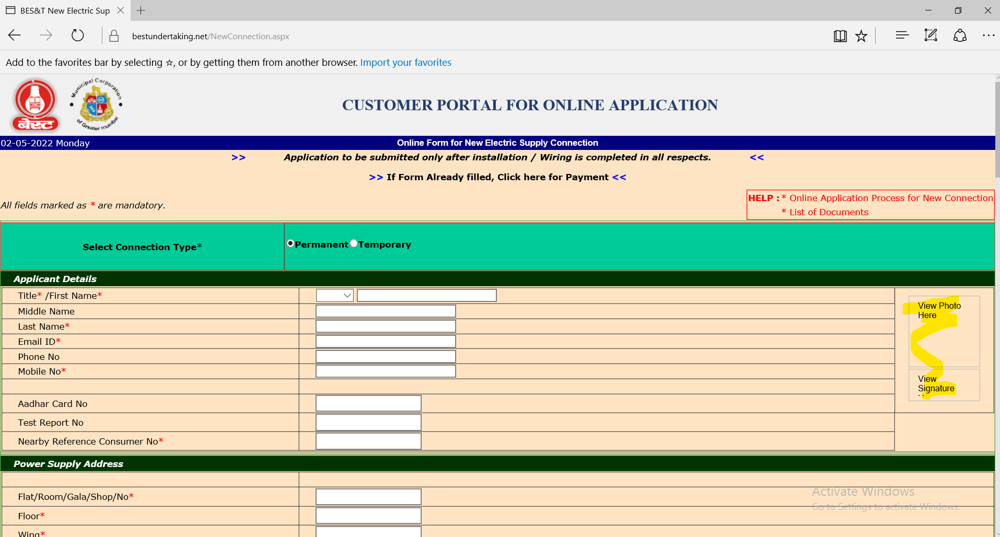 BES&T New Electric Sup
bestundertaking.net/NewConnection.aspx
Add to the favorites bar by selecting ☆, or by getting them from another browser. Import your favorites
बेस्ट
Municipal Corporation
of Greater mumbai
CUSTOMER PORTAL FOR ONLINE APPLICATION
02-05-2022 Monday
Online Form for New Electric Supply Connection
>> Application to be submitted only after installation / Wiring is completed in all respects. <<
>> If Form Already filled, Click here for Payment <<
All fields marked as * are mandatory.
HELP : * Online Application Process for New Connection
* List of Documents
Select Connection Type*
Permanent Temporary
Applicant Details
Title* /First Name*
Middle Name
Last Name*
Email ID*
Phone No
Mobile No*
View Photo
Here
View
Signature
Aadhar Card No
Test Report No
Nearby Reference Consumer No*
Power Supply Address
Flat/Room/Gala/Shop/No*
Floor*
Wing*
Activate Windows
Go to Settings to activate Windows.